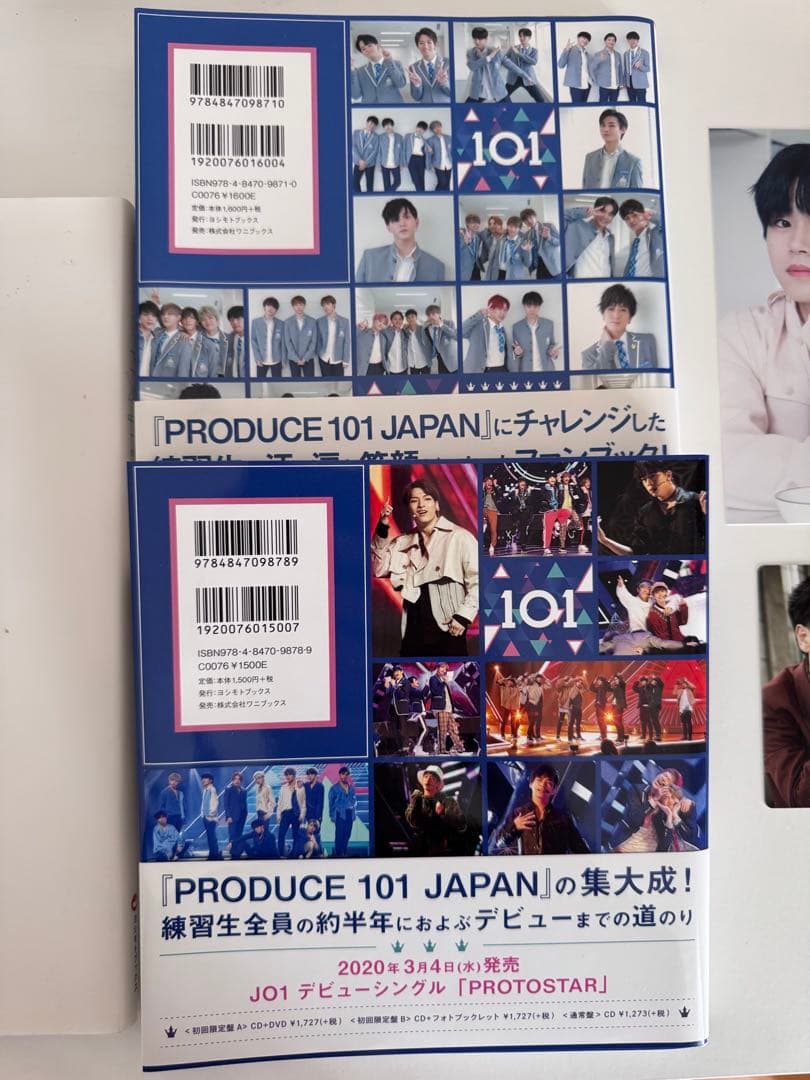 9784847098710
1920076016004
ISBN978-4-8470-9871-0
C0076 ¥1600E
定価:本体1,600円+税
発行:ヨシモトブックス
発売:株式会社ワニブックス
101
『PRODUCE 101 JAPAN』にチャレンジした
9784847098789
1920076015007
ISBN978-4-8470-9878-9
C0076 ¥1500E
定価:本体1,500円+税
発行:ヨシモトブックス
発売:株式会社ワニブックス
101
『PRODUCE 101 JAPAN』の集大成!
練習生全員の約半年におよぶデビューまでの道のり
2020年3月4日(水)発売
JO1 デビューシングル「PROTOSTAR」
<初回限定盤A> CD+DVD ¥1,727(+税) <初回限定盤B> CD+フォトブックレット ¥1,727(+税) <通常盤> CD ¥1,273(+税)